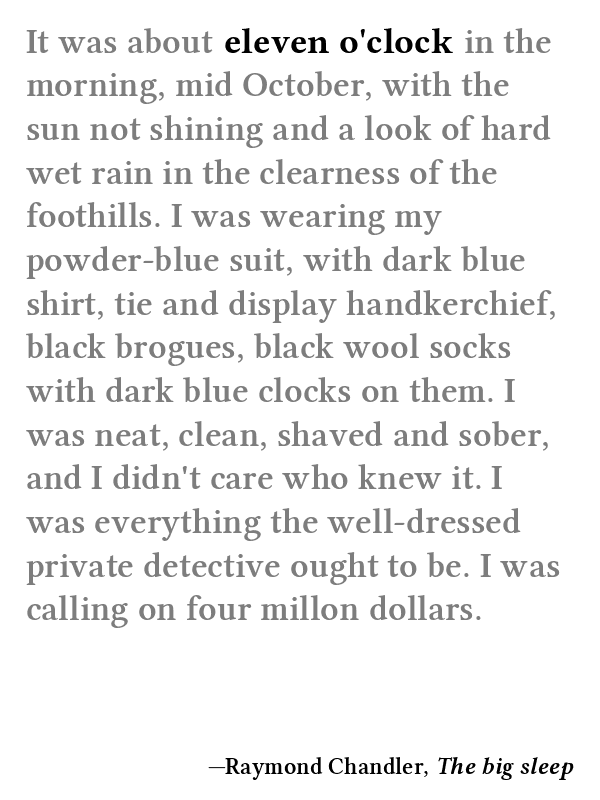 It was about eleven o'clock in the
morning, mid October, with the
sun not shining and a look of hard
wet rain in the clearness of the
foothills. I was wearing my
powder-blue suit, with dark blue
shirt, tie and display handkerchief,
black brogues, black wool socks
with dark blue clocks on them. I
was neat, clean, shaved and sober,
and I didn't care who knew it. I
was everything the well-dressed
private detective ought to be. I was
calling on four millon dollars.
—Raymond Chandler, The big sleep